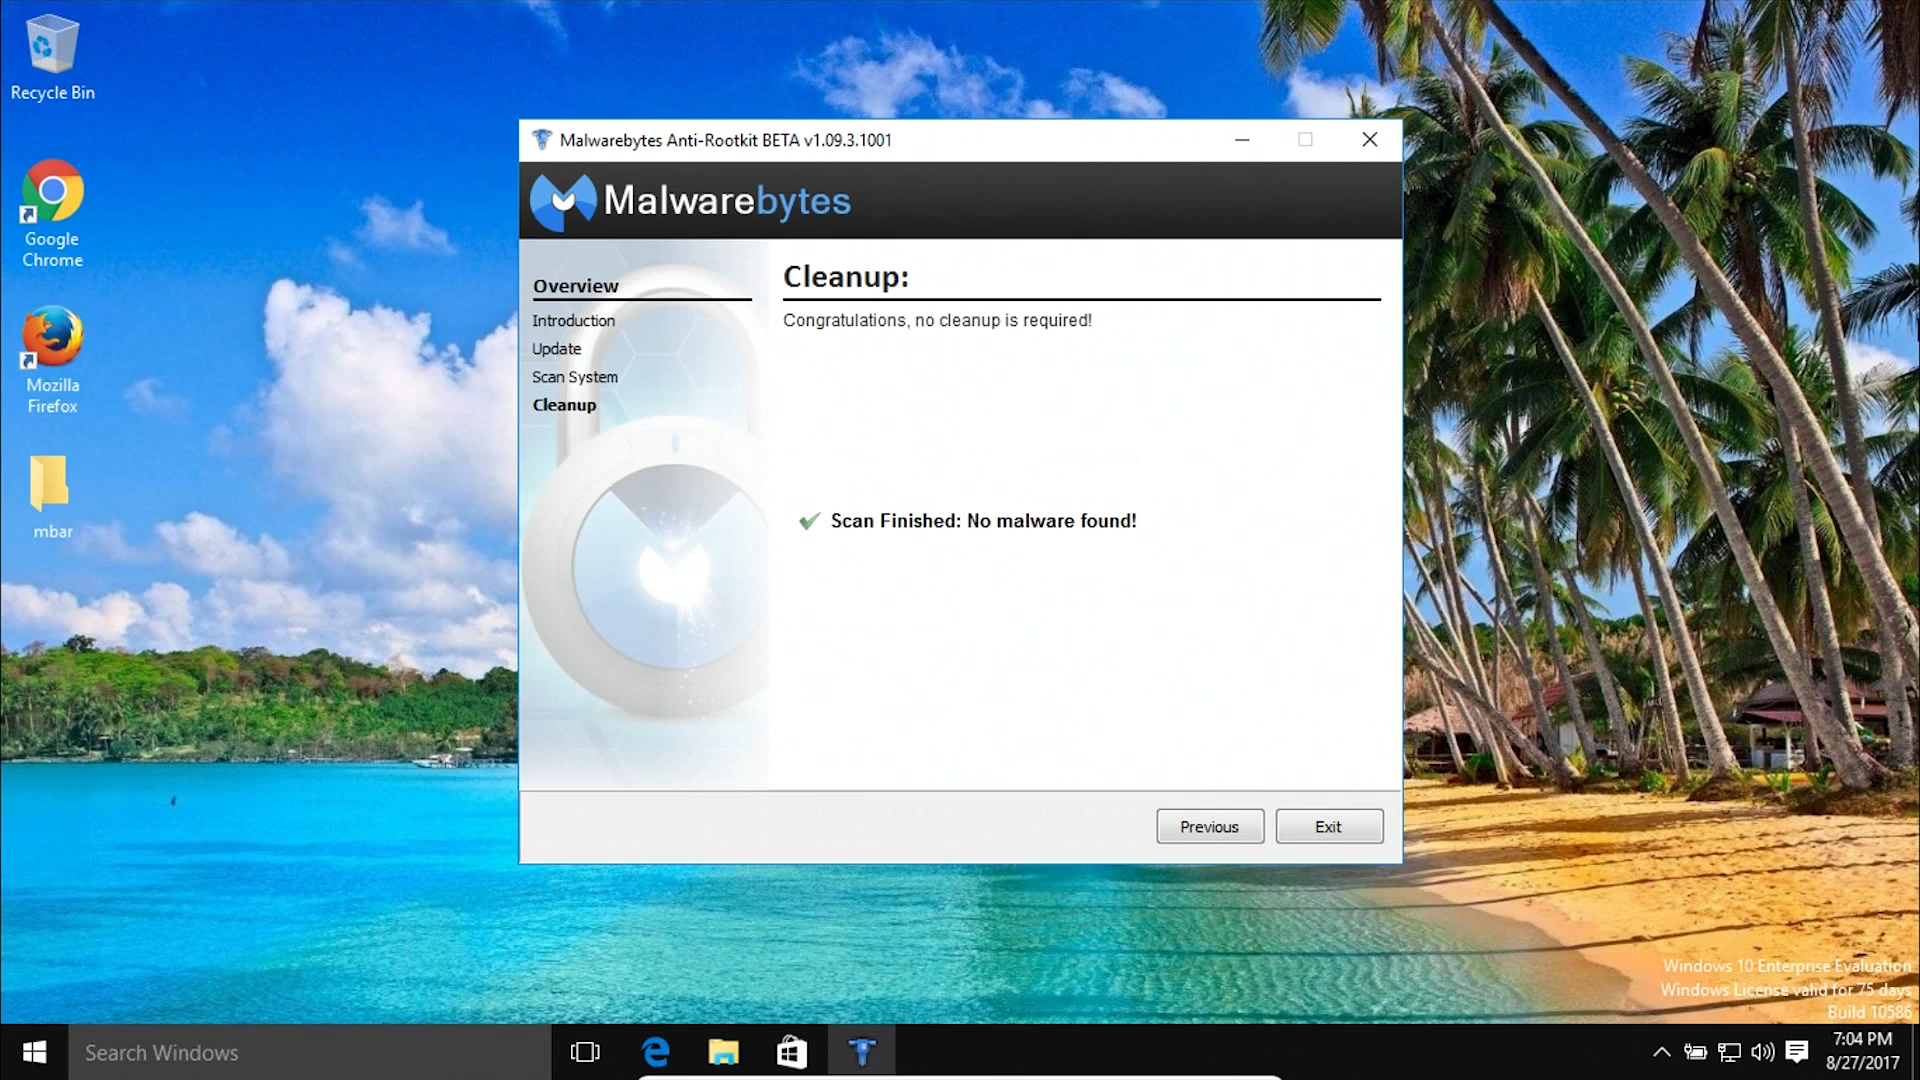 Recycle Bin
Google
Chrome
Mozilla
Firefox
mbar
Malwarebytes Anti-Rootkit BETA v1.09.3.1001
Malwarebytes
Overview
Introduction
Update
Scan System
Cleanup
Cleanup:
Congratulations, no cleanup is required!
Scan Finished: No malware found!
Previous
Exit
Windows 10 Enterprise Evaluation
Windows License valid for 75 days
Build 10586
Search Windows
7:04 PM
8/27/2017